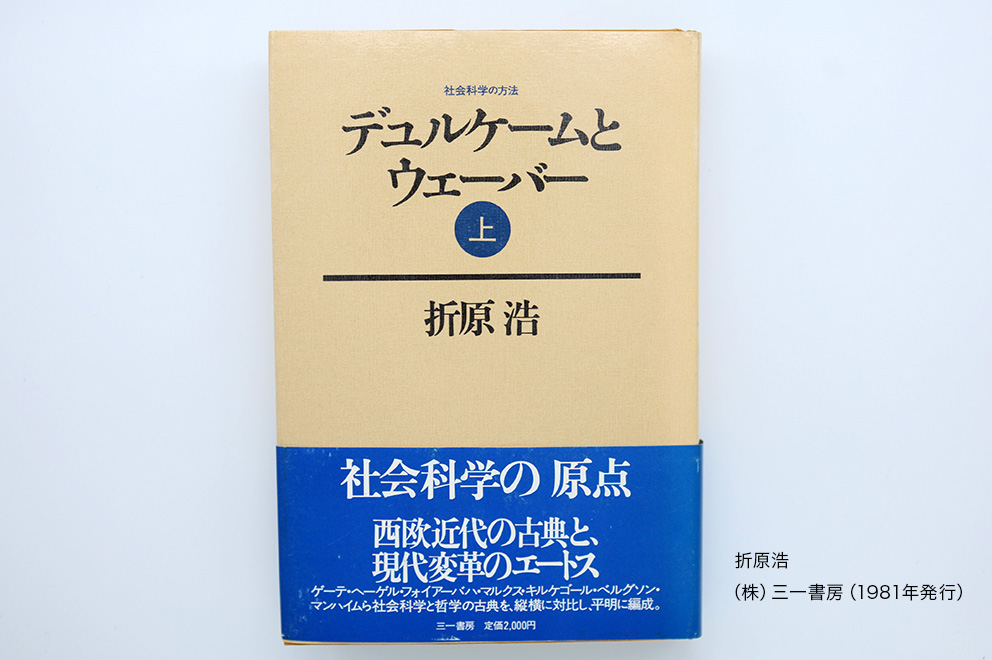 社会科学の方法
デュルケームと
ウェーバー
上
折原 浩
社会科学の 原点
西欧近代の古典と、
現代変革のエートス
ゲーテ・ヘーゲル・フォイアーバハ・マルクス・キルケゴール・ベルグソン・
マンハイムら社会科学と哲学の古典を、縦横に対比し、平明に編成。
三一書房 定価2,000円
折原浩
（株）三一書房（1981年発行）